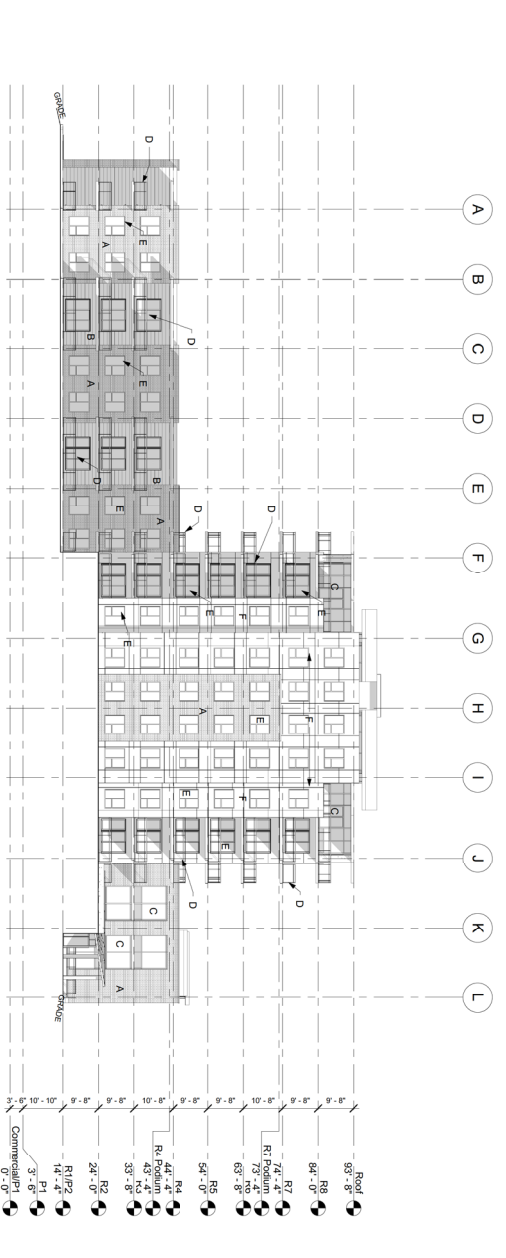 A
B
C
D
E
F
G
H
I
J
K
L
Roof
93' - 8"
R8
84' - 0"
R7
74' - 4"
R7 Podium
73' - 4"
R6
63' - 8"
R5
54' - 0"
R4
44' - 4"
R4 Podium
43' - 4"
R3
33' - 8"
R2
24' - 0"
R1/P2
14' - 4"
P1
3' - 6"
Commercial/P1
0' - 0"
9' - 8"
9' - 8"
10' - 8"
9' - 8"
9' - 8"
10' - 8"
9' - 8"
9' - 8"
10' - 10"
3' - 6"
GRADE
D
E
A
D
B
E
A
D
B
E
A
D
D
C
E
E
F
E
E
F
A
E
C
F
E
E
D
D
C
C
A
GRADE